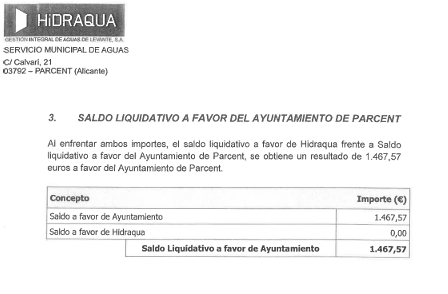 HiDRAQUA
GESTIÓN INTEGRAL DE AGUAS DE LEVANTE, S.A.
SERVICIO MUNICIPAL DE AGUAS
C/ Calvari, 21
03792 – PARCENT (Alicante)
3. SALDO LIQUIDATIVO A FAVOR DEL AYUNTAMIENTO DE PARCENT
Al enfrentar ambos importes, el saldo liquidativo a favor de Hidraqua frente a Saldo
liquidativo a favor del Ayuntamiento de Parcent, se obtiene un resultado de 1.467,57
euros a favor del Ayuntamiento de Parcent.
Concepto Importe (€)
Saldo a favor de Ayuntamiento 1.467,57
Saldo a favor de Hidraqua 0,00
Saldo Liquidativo a favor de Ayuntamiento 1.467,57